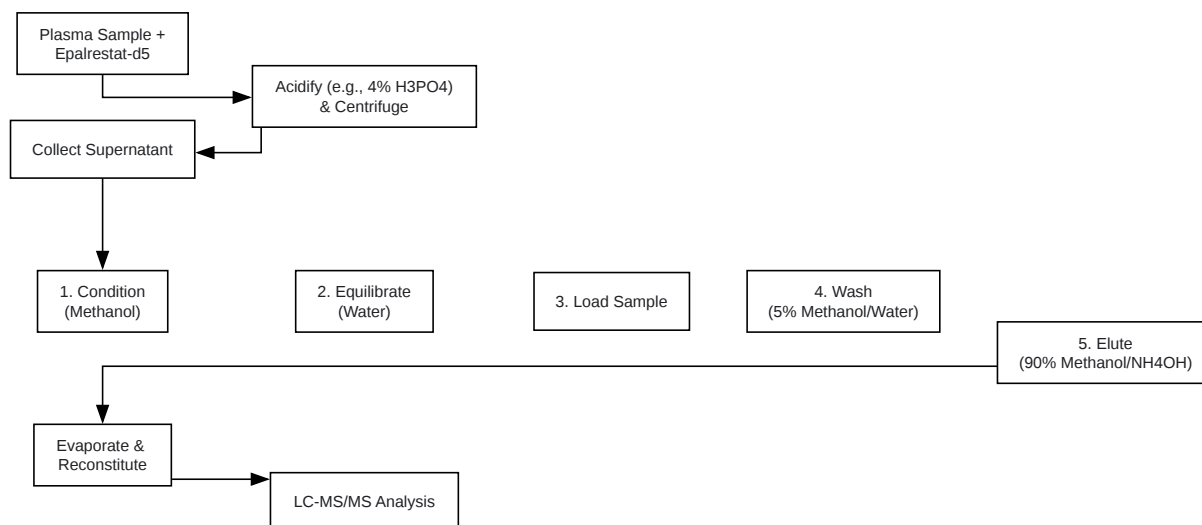 Plasma Sample +
Epalrestat-d5
Acidify (e.g., 4% H3PO4)
& Centrifuge
Collect Supernatant
1. Condition
(Methanol)
2. Equilibrate
(Water)
3. Load Sample
4. Wash
(5% Methanol/Water)
5. Elute
(90% Methanol/NH4OH)
Evaporate &
Reconstitute
LC-MS/MS Analysis